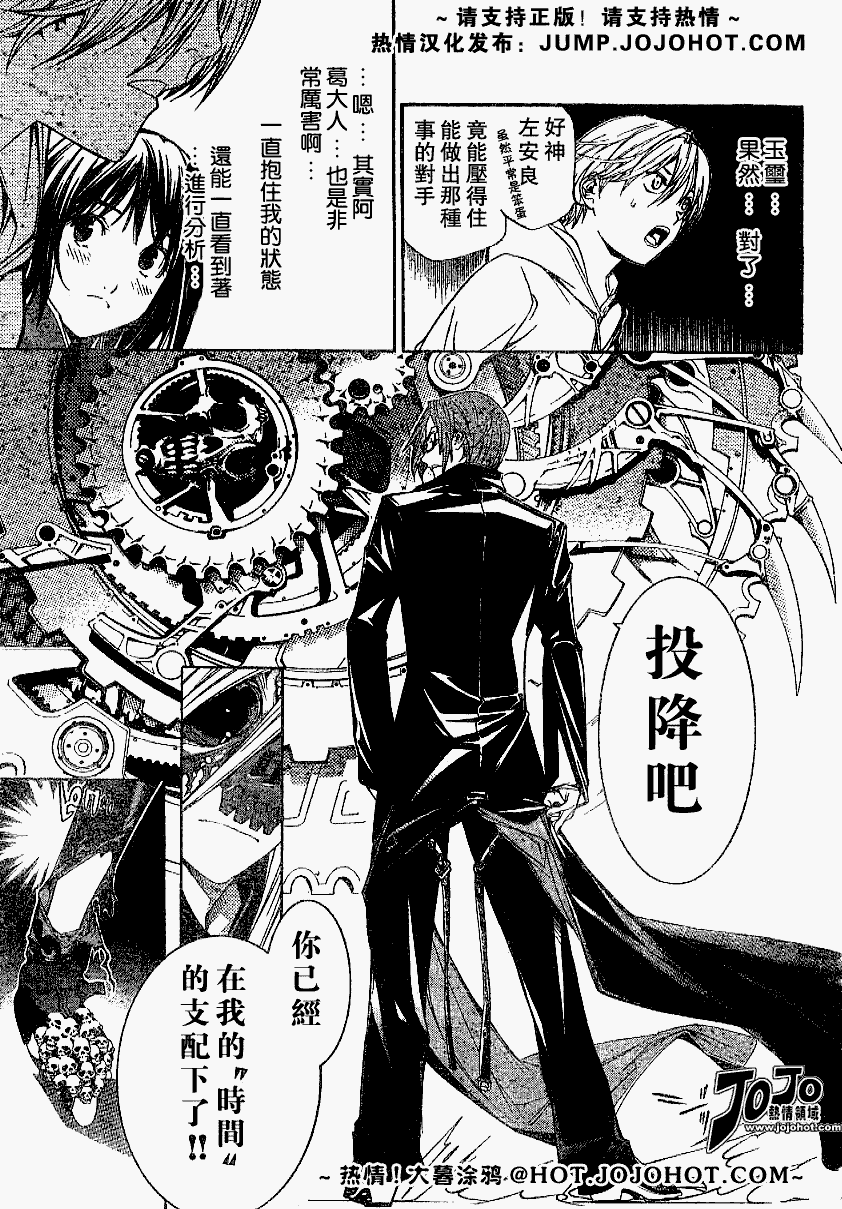 ~请支持正版！请支持热情~
热情汉化发布：JUMP.JOJOHOT.COM
玉璽…
果然…對了…
好神
左安良
雖然平常是笨蛋
竟能壓得住
能做出那種
事的對手
…嗯…其實阿
葛大人…也是非
常厲害啊…
一直抱住我的狀態
還能一直看到著
…進行分析…
投降吧
你已經
在我的〝時間〞
的支配下了!!
JOJO
熱情領域
www.jojohot.com
~热情！大暮涂鸦@HOT.JOJOHOT.COM~